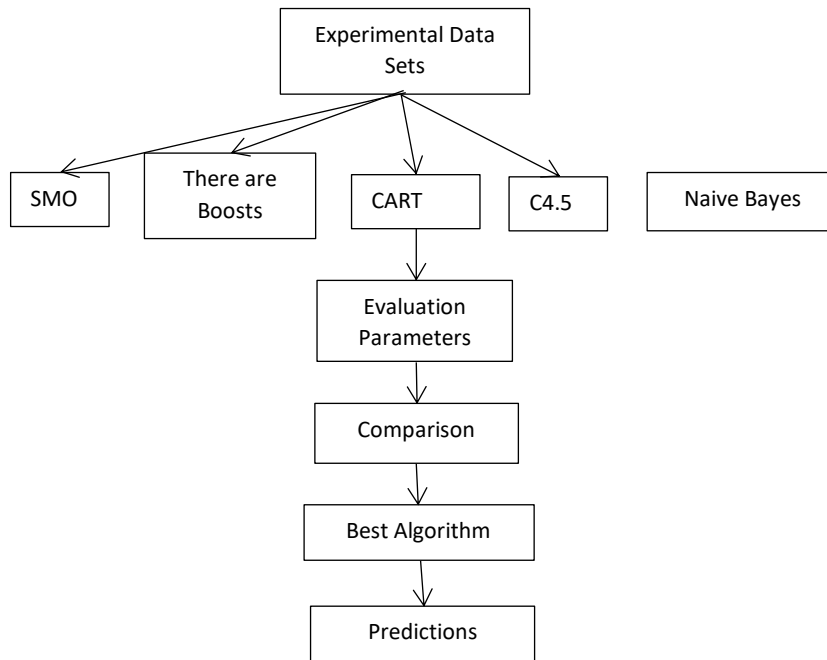 Experimental Data
Sets
SMO
There are
Boosts
CART
C4.5
Naive Bayes
Evaluation
Parameters
Comparison
Best Algorithm
Predictions